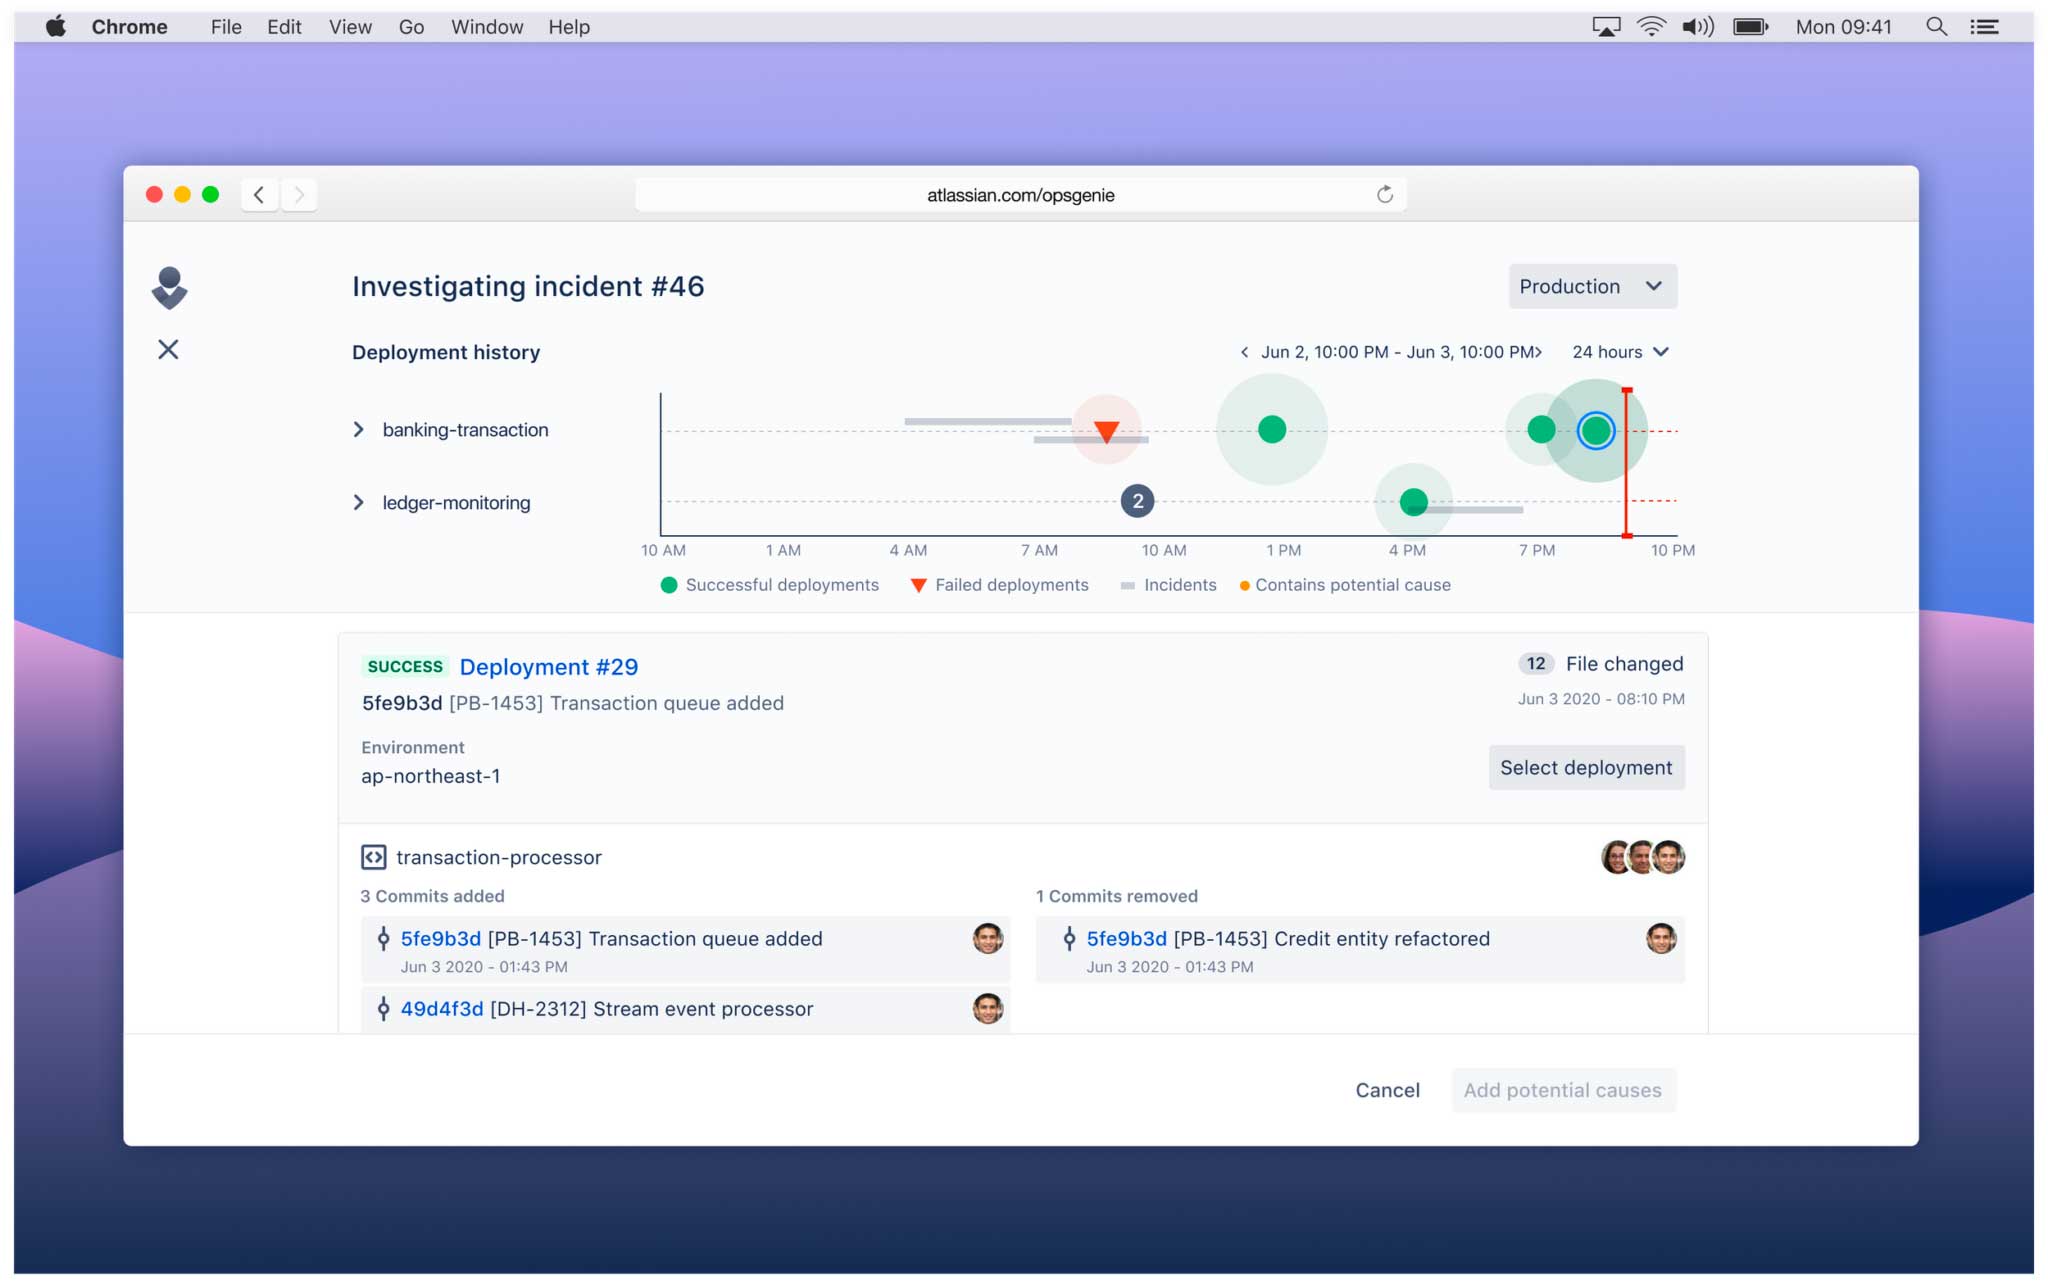 Chrome File Edit View Go Window Help Mon 09:41
atlassian.com/opsgenie
Investigating incident #46
Production
Deployment history
< Jun 2, 10:00 PM - Jun 3, 10:00 PM> 24 hours
banking-transaction
ledger-monitoring
2
10 AM 1 AM 4 AM 7 AM 10 AM 1 PM 4 PM 7 PM 10 PM
Successful deployments Failed deployments Incidents Contains potential cause
SUCCESS Deployment #29
12 File changed
5fe9b3d [PB-1453] Transaction queue added
Jun 3 2020 - 08:10 PM
Environment
ap-northeast-1
Select deployment
transaction-processor
3 Commits added
5fe9b3d [PB-1453] Transaction queue added
Jun 3 2020 - 01:43 PM
49d4f3d [DH-2312] Stream event processor
1 Commits removed
5fe9b3d [PB-1453] Credit entity refactored
Jun 3 2020 - 01:43 PM
Cancel
Add potential causes